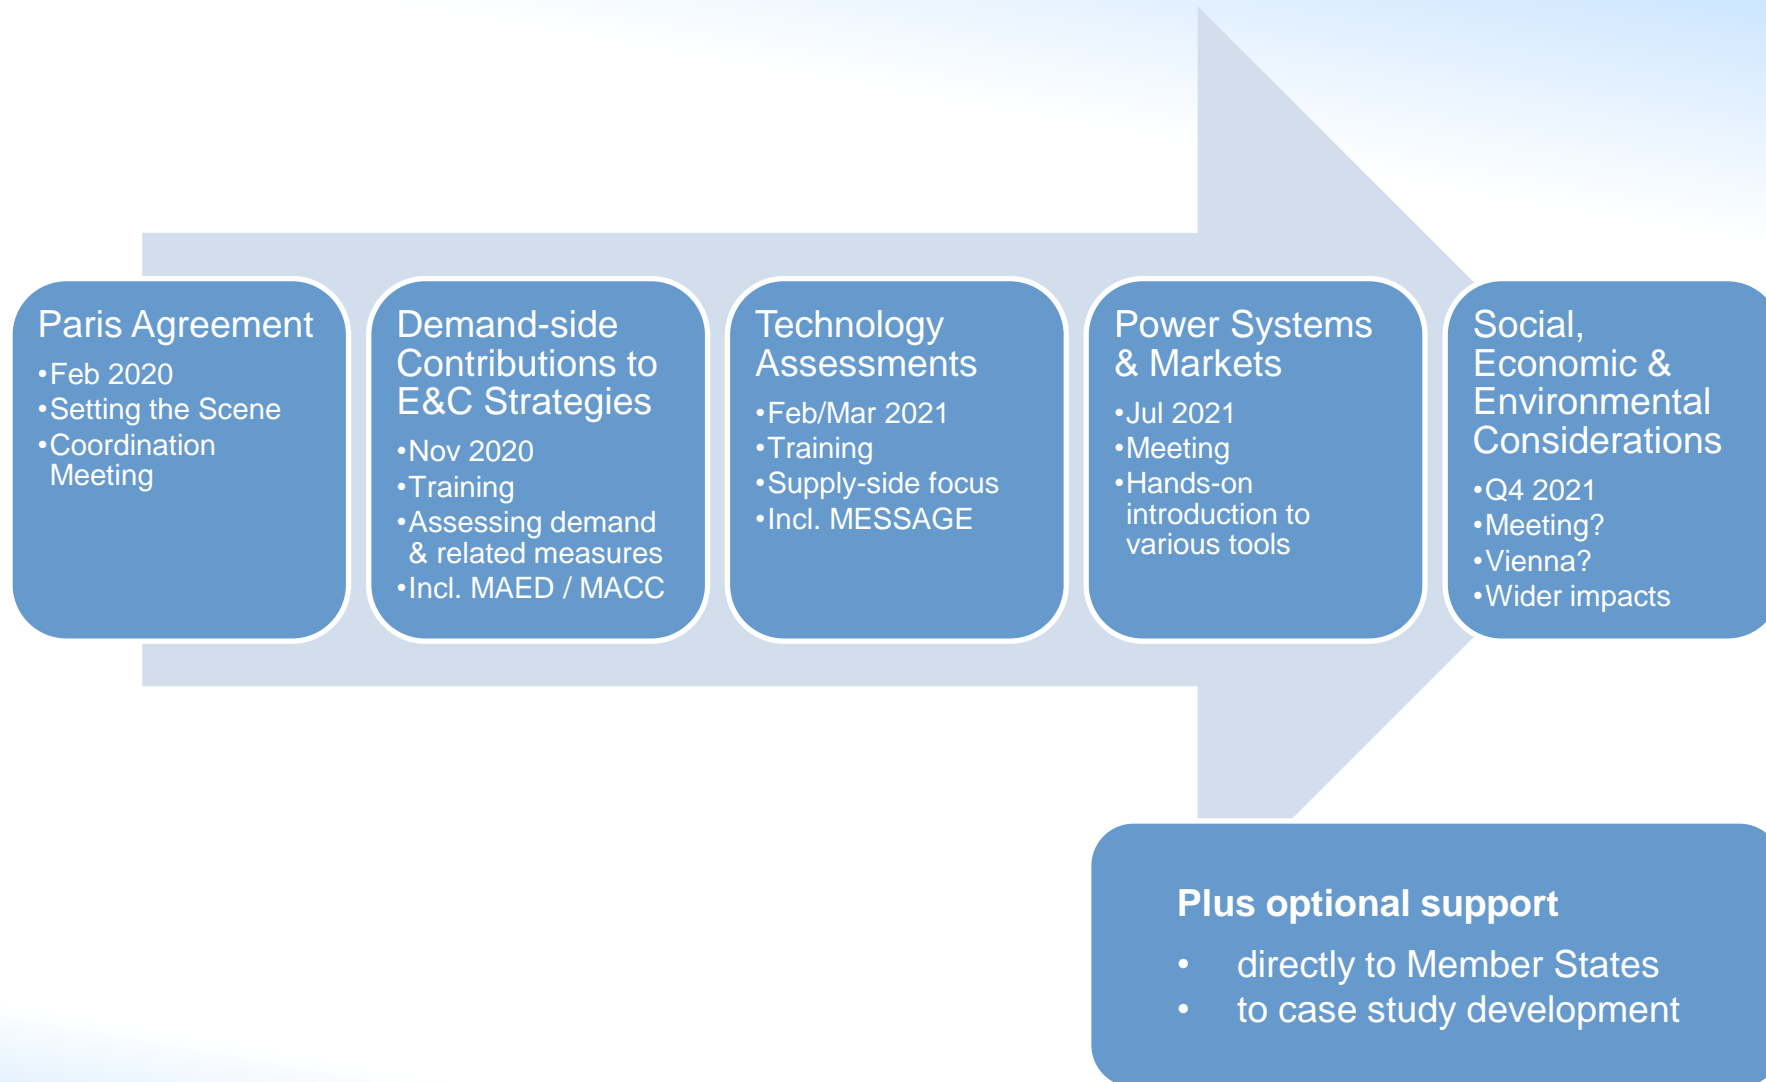 Paris Agreement
•Feb 2020
•Setting the Scene
•Coordination
Meeting
Demand-side
Contributions to
E&C Strategies
•Nov 2020
•Training
•Assessing demand
& related measures
•Incl. MAED / MACC
Technology
Assessments
•Feb/Mar 2021
•Training
•Supply-side focus
•Incl. MESSAGE
Power Systems
& Markets
•Jul 2021
•Meeting
•Hands-on
introduction to
various tools
Social,
Economic &
Environmental
Considerations
•Q4 2021
•Meeting?
•Vienna?
•Wider impacts
Plus optional support
• directly to Member States
• to case study development